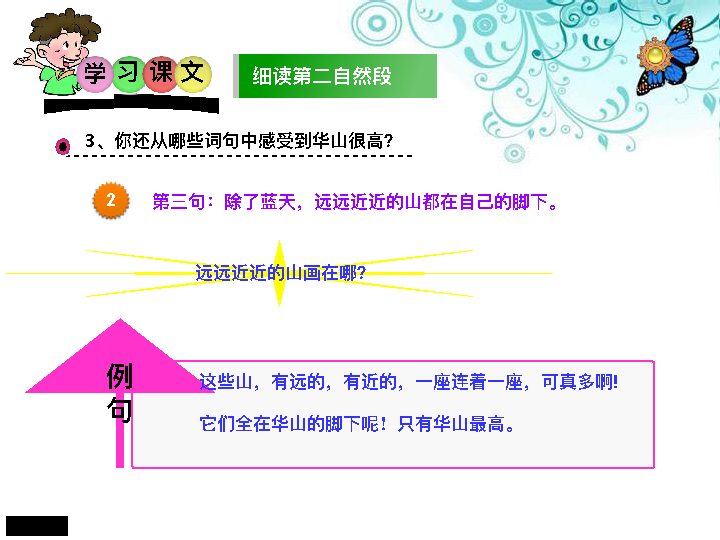 学习课文
细读第二自然段
3、你还从哪些词句中感受到华山很高?
2
第三句：除了蓝天，远远近近的山都在自己的脚下。
远远近近的山画在哪?
例句
这些山，有远的，有近的，一座连着一座，可真多啊!
它们全在华山的脚下呢！只有华山最高。